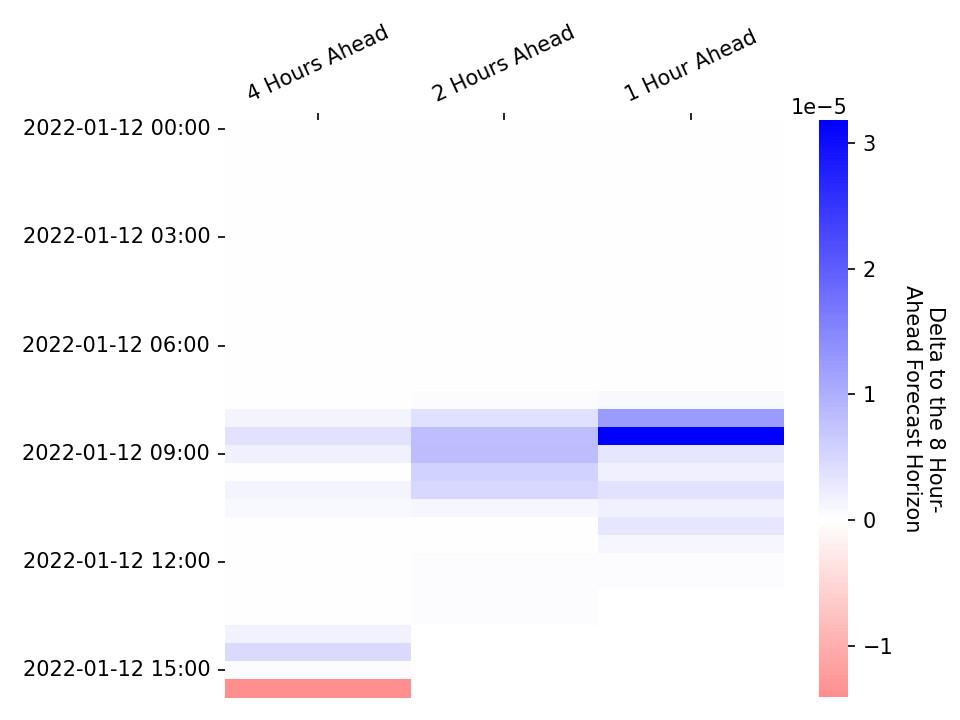 4 Hours Ahead
2 Hours Ahead
1 Hour Ahead
1e−5
2022-01-12 00:00
2022-01-12 03:00
2022-01-12 06:00
2022-01-12 09:00
2022-01-12 12:00
2022-01-12 15:00
3
2
1
0
−1
Delta to the 8 Hour-
Ahead Forecast Horizon